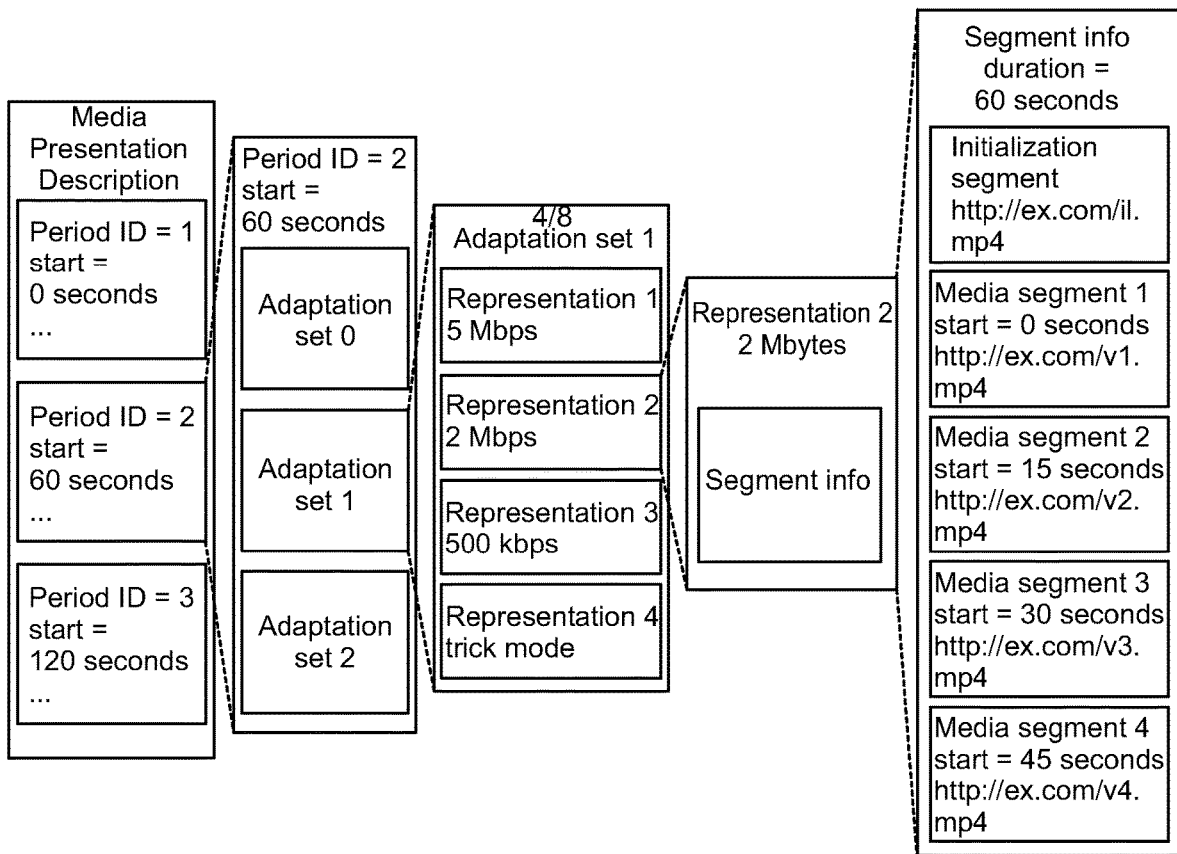 Media
Presentation
Description
Period ID = 1
start =
0 seconds
...
Period ID = 2
start =
60 seconds
...
Period ID = 3
start =
120 seconds
...
Period ID = 2
start =
60 seconds
Adaptation
set 0
Adaptation
set 1
Adaptation
set 2
4/8
Adaptation set 1
Representation 1
5 Mbps
Representation 2
2 Mbps
Representation 3
500 kbps
Representation 4
trick mode
Representation 2
2 Mbytes
Segment info
Segment info
duration =
60 seconds
Initialization
segment
http://ex.com/il.
mp4
Media segment 1
start = 0 seconds
http://ex.com/v1.
mp4
Media segment 2
start = 15 seconds
http://ex.com/v2.
mp4
Media segment 3
start = 30 seconds
http://ex.com/v3.
mp4
Media segment 4
start = 45 seconds
http://ex.com/v4.
mp4